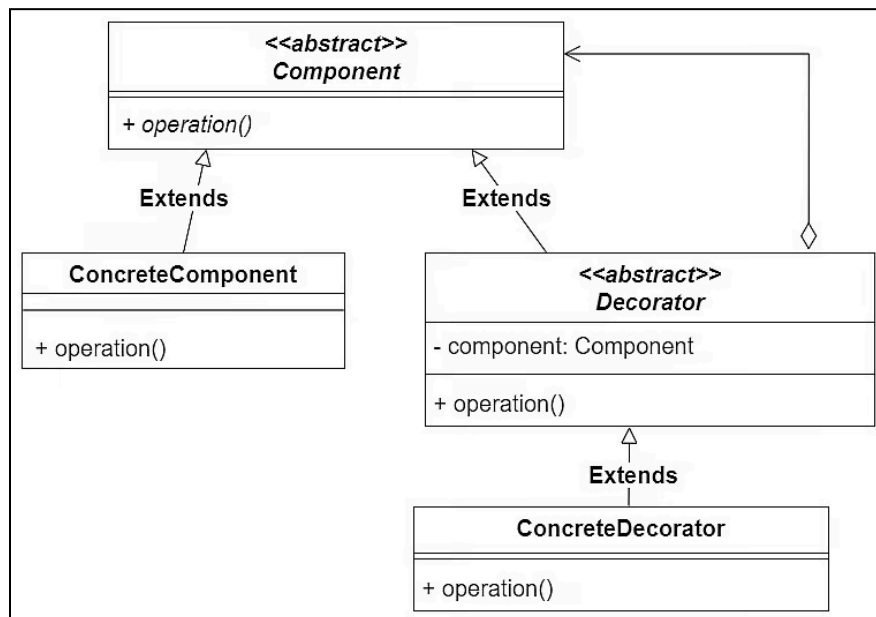 <<abstract>>
Component
+ operation()
Extends
Extends
ConcreteComponent
+ operation()
<<abstract>>
Decorator
- component: Component
+ operation()
Extends
ConcreteDecorator
+ operation()